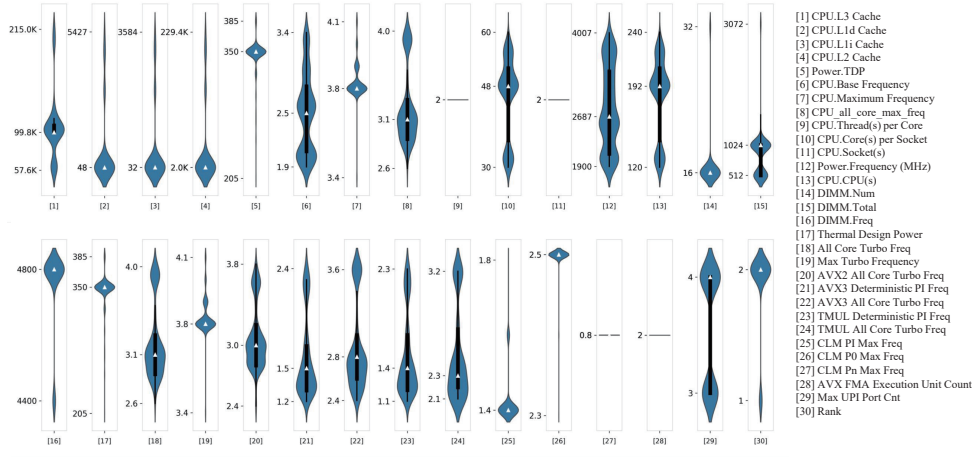 215.0K
99.8K
57.6K
[1]
5427
48
[2]
3584
32
[3]
229.4K
2.0K
[4]
385
350
205
[5]
3.4
2.5
1.9
[6]
4.1
3.8
3.4
[7]
4.0
3.1
2.6
[8]
2
[9]
60
48
30
[10]
2
[11]
4007
2687
1900
[12]
240
192
120
[13]
32
16
[14]
3072
1024
512
[15]
4800
4400
[16]
385
350
205
[17]
4.0
3.1
2.6
[18]
4.1
3.8
3.4
[19]
3.8
3.0
2.4
[20]
2.4
1.5
1.2
[21]
3.6
2.8
2.4
[22]
2.3
1.4
1.1
[23]
3.2
2.3
2.1
[24]
1.8
1.4
[25]
2.5
2.3
[26]
0.8
[27]
2
[28]
4
3
[29]
2
1
[30]
[1] CPU.L3 Cache
[2] CPU.L1d Cache
[3] CPU.L1i Cache
[4] CPU.L2 Cache
[5] Power.TDP
[6] CPU.Base Frequency
[7] CPU.Maximum Frequency
[8] CPU_all_core_max_freq
[9] CPU.Thread(s) per Core
[10] CPU.Core(s) per Socket
[11] CPU.Socket(s)
[12] Power.Frequency (MHz)
[13] CPU.CPU(s)
[14] DIMM.Num
[15] DIMM.Total
[16] DIMM.Freq
[17] Thermal Design Power
[18] All Core Turbo Freq
[19] Max Turbo Frequency
[20] AVX2 All Core Turbo Freq
[21] AVX3 Deterministic PI Freq
[22] AVX3 All Core Turbo Freq
[23] TMUL Deterministic PI Freq
[24] TMUL All Core Turbo Freq
[25] CLM PI Max Freq
[26] CLM P0 Max Freq
[27] CLM Pn Max Freq
[28] AVX FMA Execution Unit Count
[29] Max UPI Port Cnt
[30] Rank